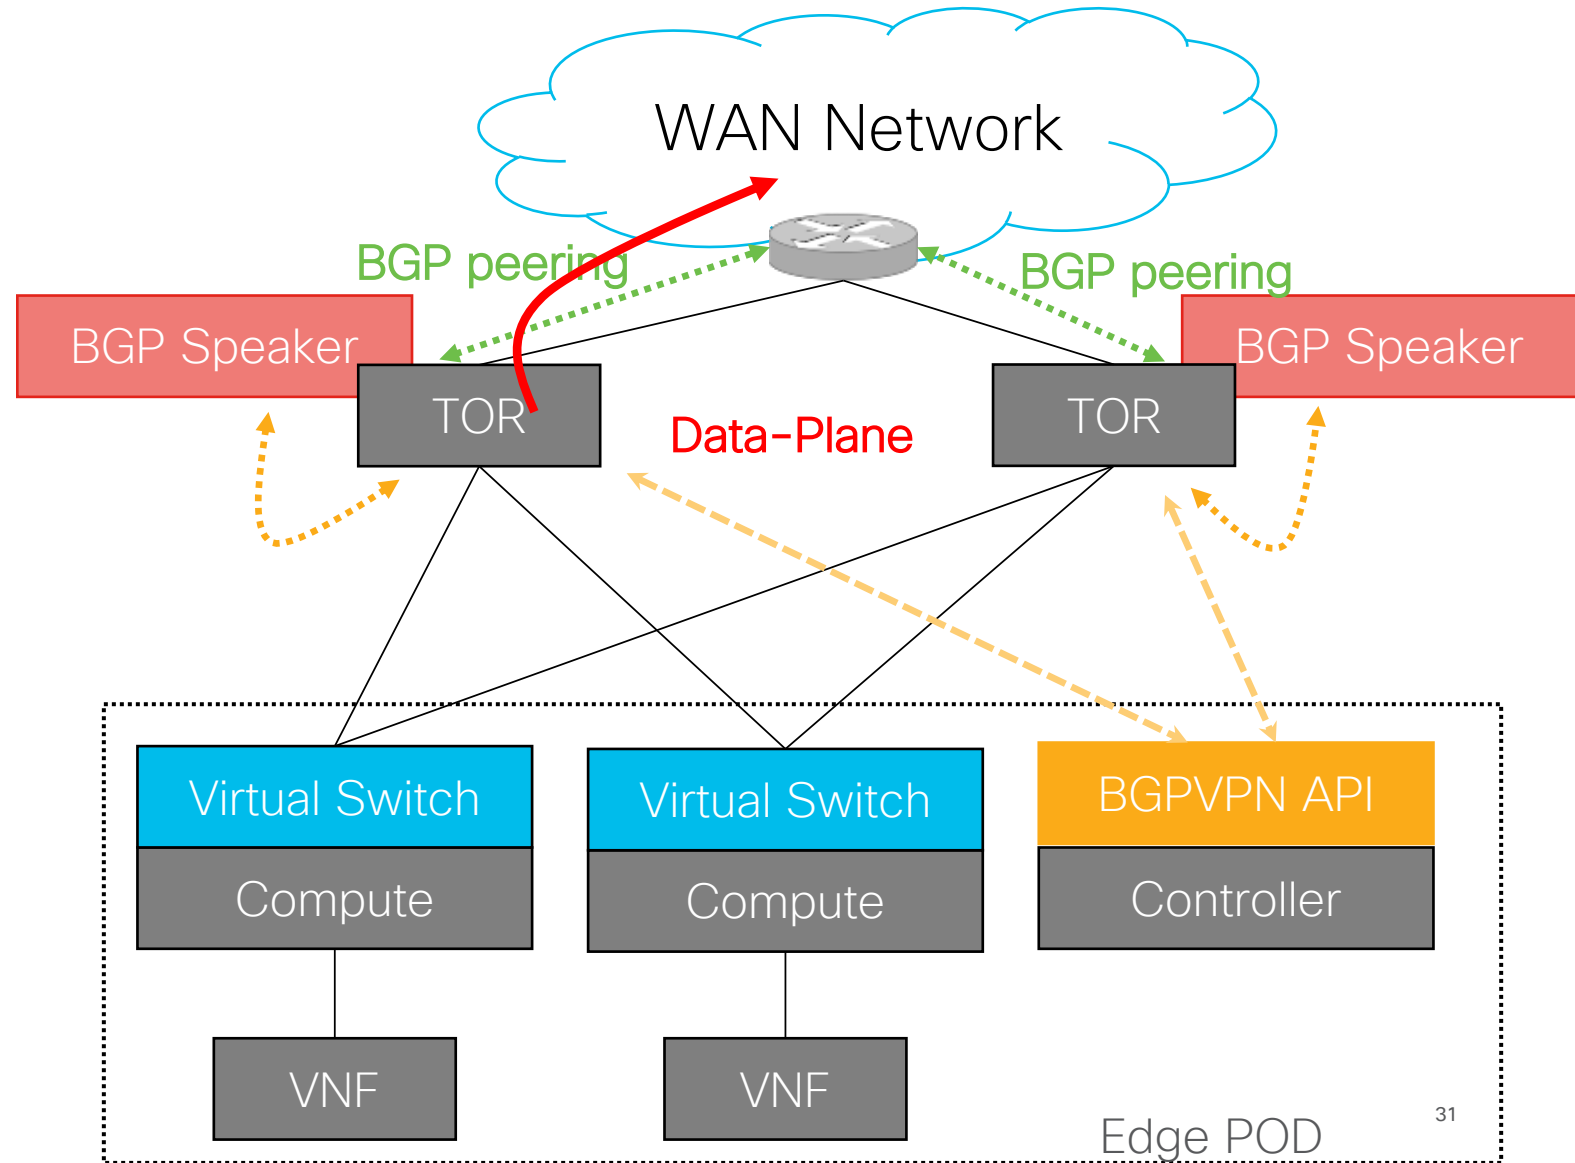 WAN Network
BGP peering
BGP peering
BGP Speaker
BGP Speaker
TOR
TOR
Data-Plane
Virtual Switch
Virtual Switch
BGPVPN API
Compute
Compute
Controller
VNF
VNF
Edge POD
31